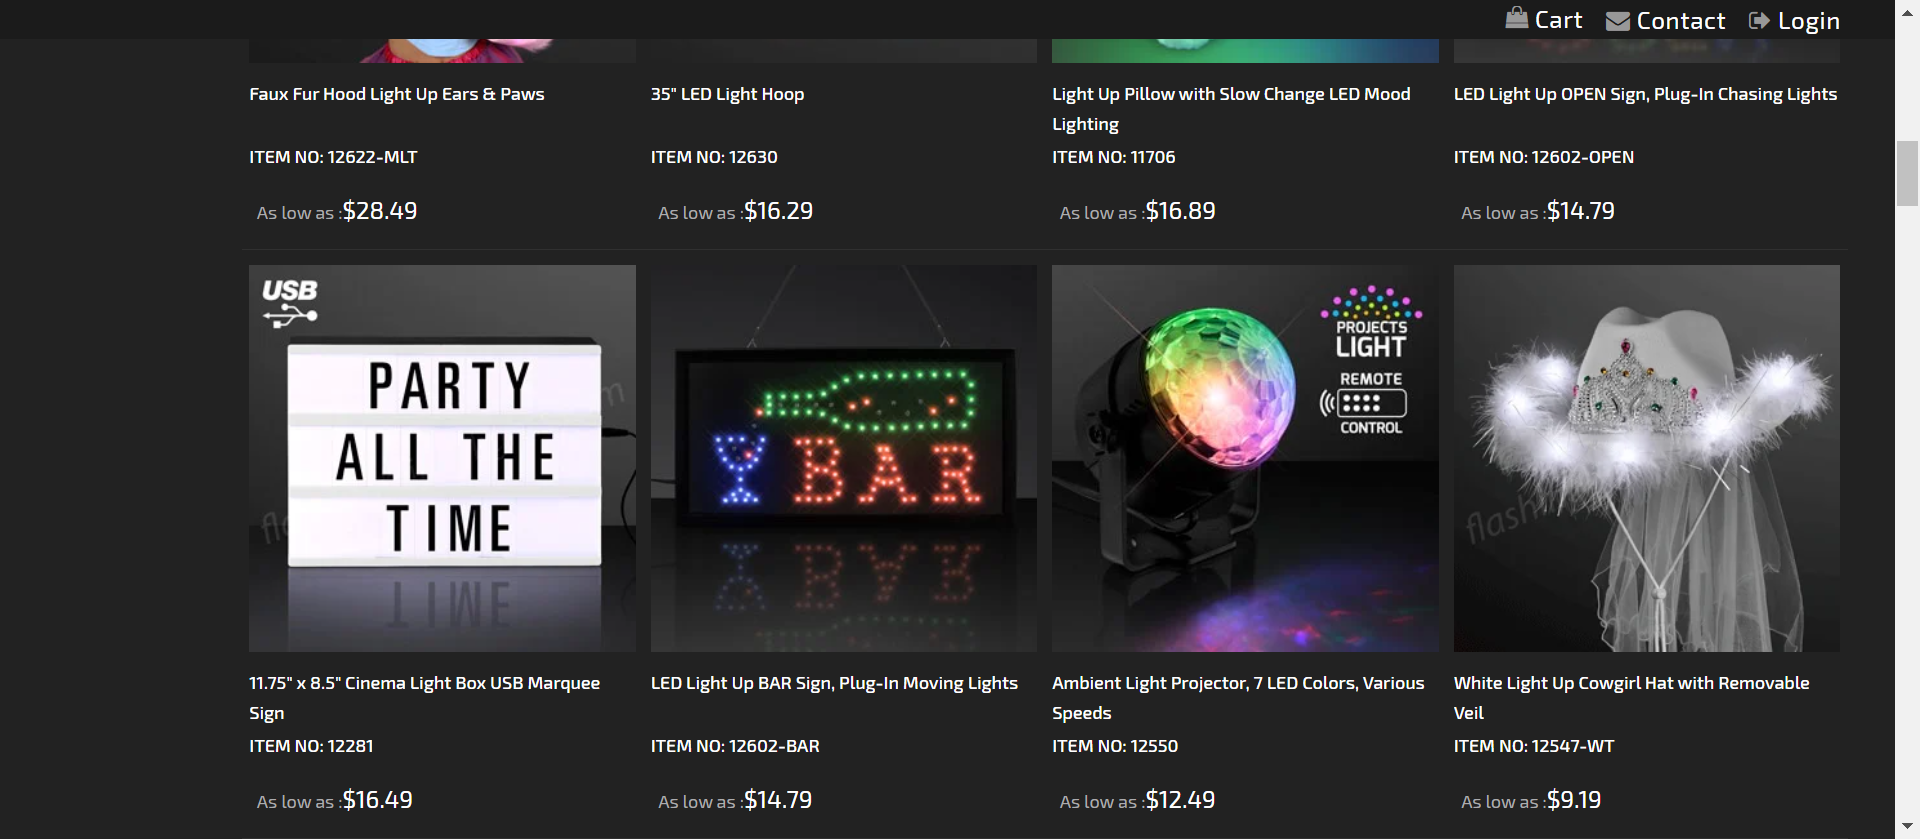 Cart Contact Login
Faux Fur Hood Light Up Ears & Paws
ITEM NO: 12622-MLT
As low as :$28.49
35" LED Light Hoop
ITEM NO: 12630
As low as :$16.29
Light Up Pillow with Slow Change LED Mood
Lighting
ITEM NO: 11706
As low as :$16.89
LED Light Up OPEN Sign, Plug-In Chasing Lights
ITEM NO: 12602-OPEN
As low as :$14.79
USB
PARTY
ALL THE
TIME
11.75" x 8.5" Cinema Light Box USB Marquee
Sign
ITEM NO: 12281
As low as :$16.49
BAR
LED Light Up BAR Sign, Plug-In Moving Lights
ITEM NO: 12602-BAR
As low as :$14.79
PROJECTS
LIGHT
REMOTE
CONTROL
Ambient Light Projector, 7 LED Colors, Various
Speeds
ITEM NO: 12550
As low as :$12.49
White Light Up Cowgirl Hat with Removable
Veil
ITEM NO: 12547-WT
As low as :$9.19